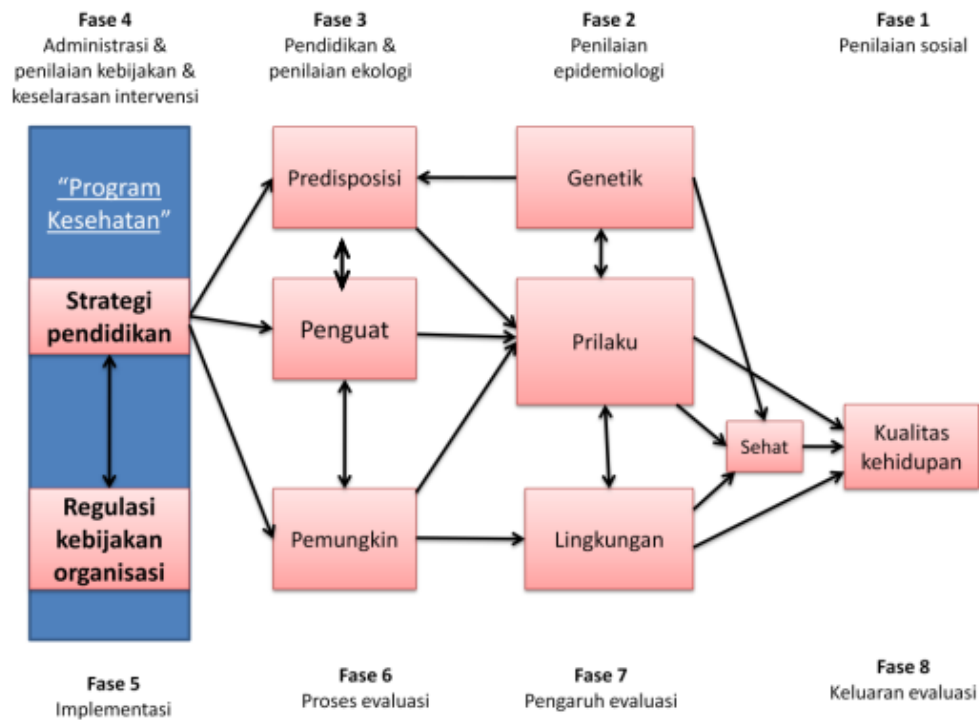 Fase 4
Administrasi &
penilaian kebijakan &
keselarasan intervensi
Fase 3
Pendidikan &
penilaian ekologi
Fase 2
Penilaian
epidemiologi
Fase 1
Penilaian sosial
“Program
Kesehatan”
Strategi
pendidikan
Regulasi
kebijakan
organisasi
Predisposisi
Penguat
Pemungkin
Genetik
Prilaku
Lingkungan
Sehat
Kualitas
kehidupan
Fase 5
Implementasi
Fase 6
Proses evaluasi
Fase 7
Pengaruh evaluasi
Fase 8
Keluaran evaluasi